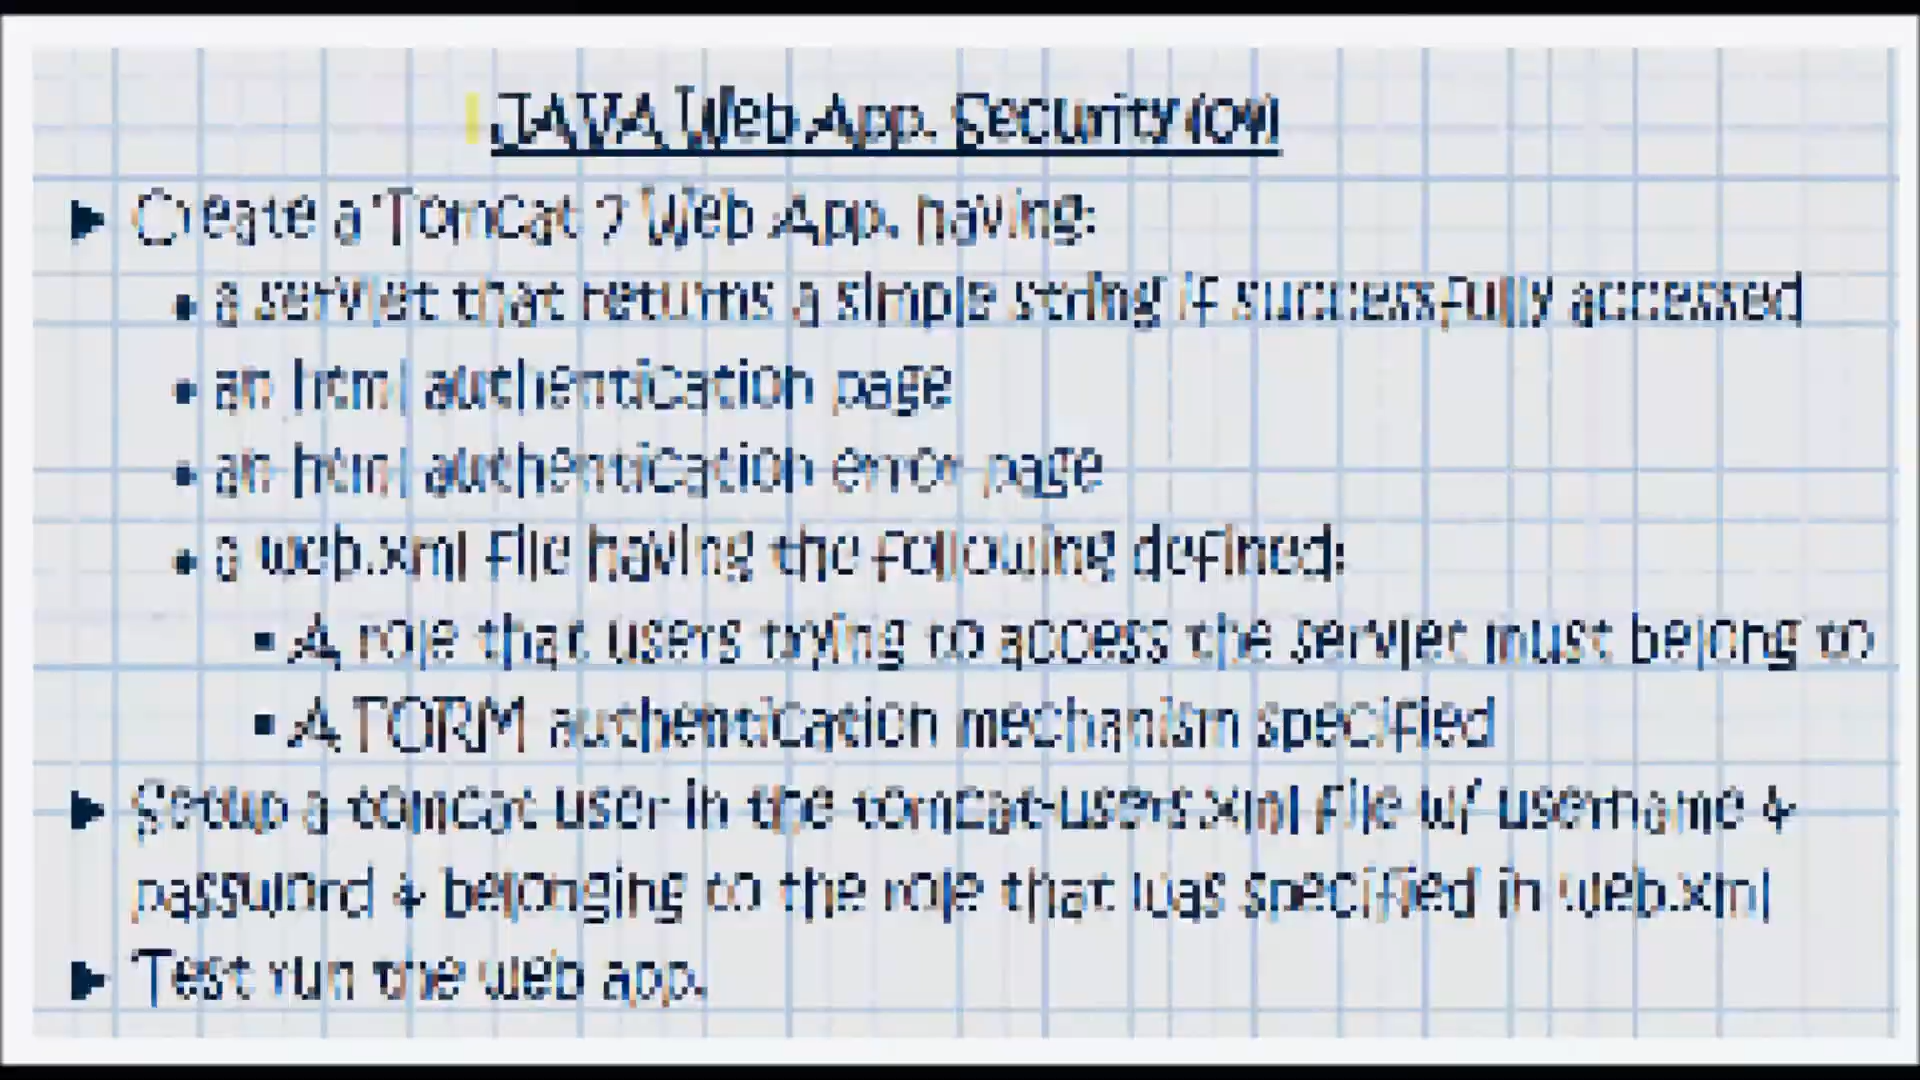 JAVA Web App. Security (04)
Create a Tomcat 7 Web App. having:
a servlet that returns a simple string if successfully accessed
an html authentication page
an html authentication error page
a web.xml file having the following defined:
A role that users trying to access the servlet must belong to
A FORM authentication mechanism specified
Setup a tomcat user in the tomcat-users.xml file w/ username &
password & belonging to the role that was specified in web.xml
Test run the web app.